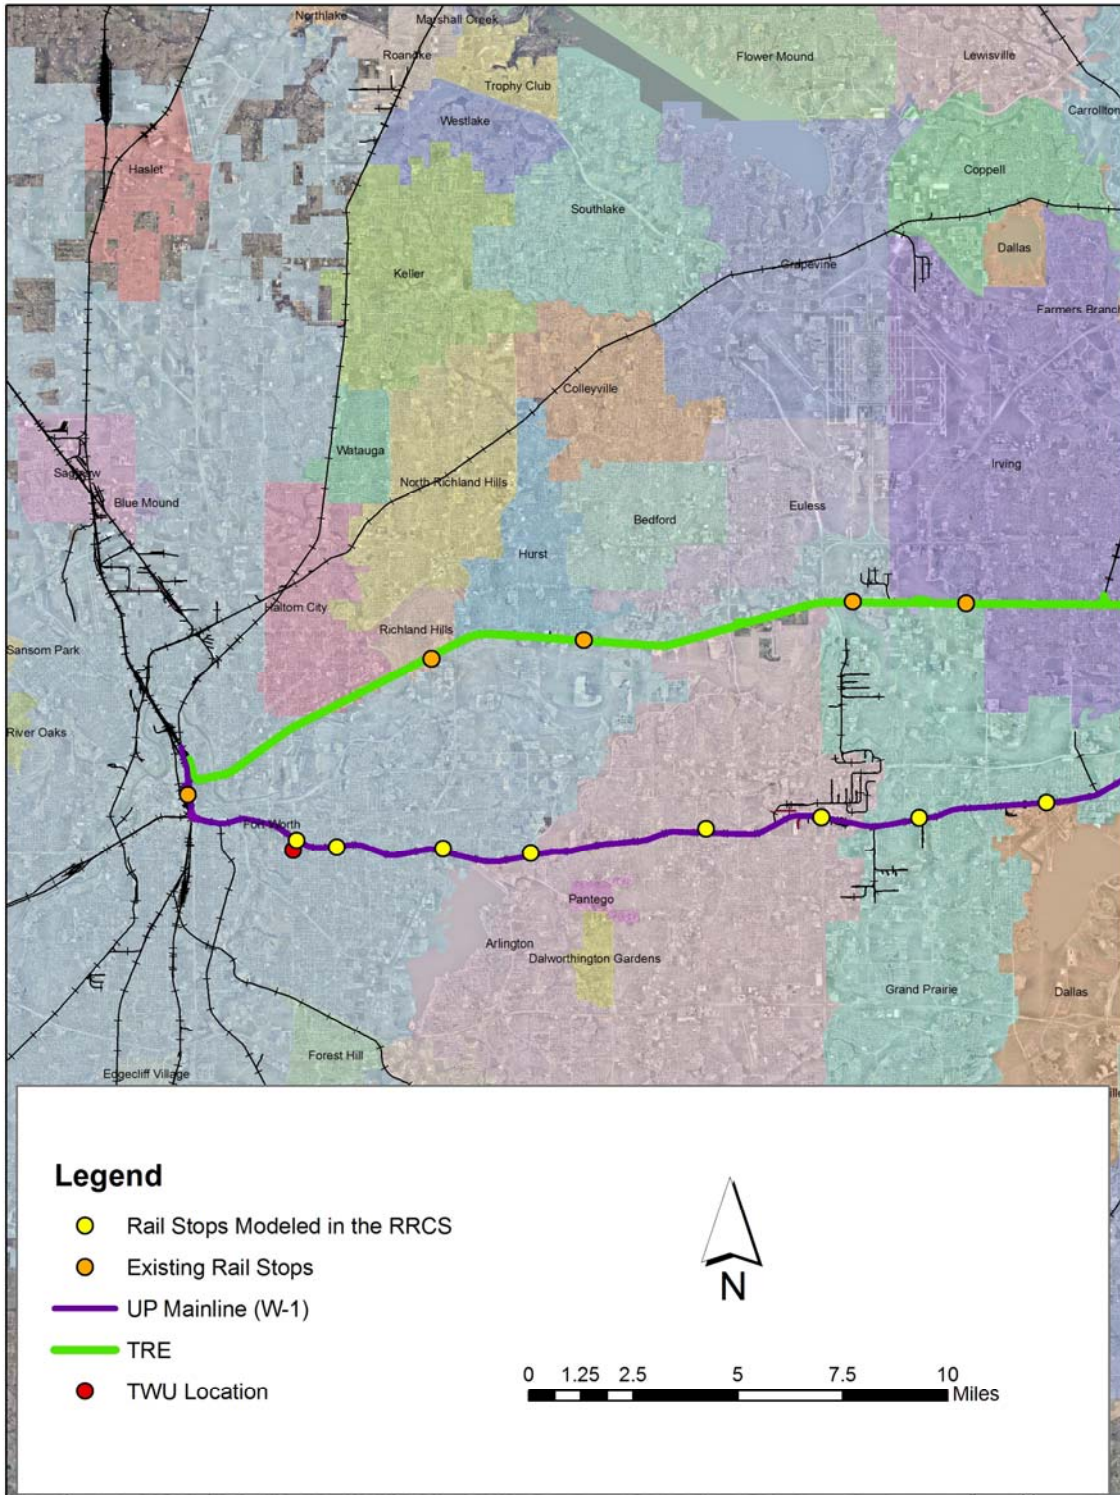 Northlake
Marshall Creek
Roanoke
Flower Mound
Lewisville
Trophy Club
Carrollton
Westlake
Haslet
Coppell
Southlake
Dallas
Keller
Grapevine
Farmers Branch
Colleyville
Watauga
Irving
Saginaw
North Richland Hills
Blue Mound
Euless
Bedford
Hurst
Haltom City
Richland Hills
Sansom Park
River Oaks
Fort Worth
Pantego
Arlington
Dalworthington Gardens
Grand Prairie
Dallas
Forest Hill
Edgecliff Village
Legend
Rail Stops Modeled in the RRCS
Existing Rail Stops
UP Mainline (W-1)
TRE
TWU Location
N
0 1.25 2.5 5 7.5 10
Miles